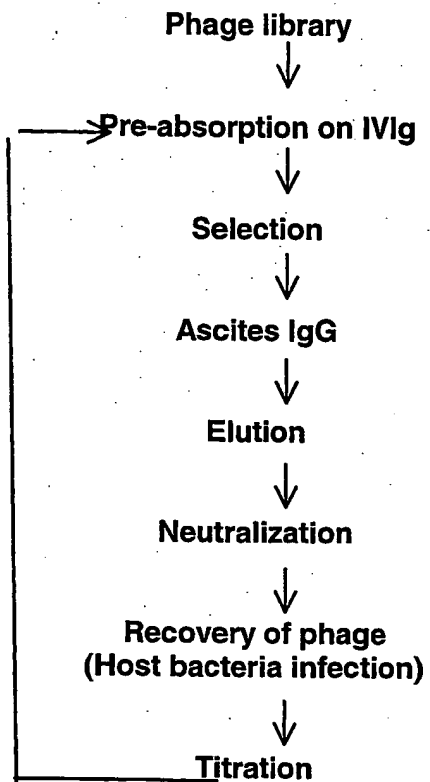 Phage library
Pre-absorption on IVIg
Selection
Ascites IgG
Elution
Neutralization
Recovery of phage
(Host bacteria infection)
Titration